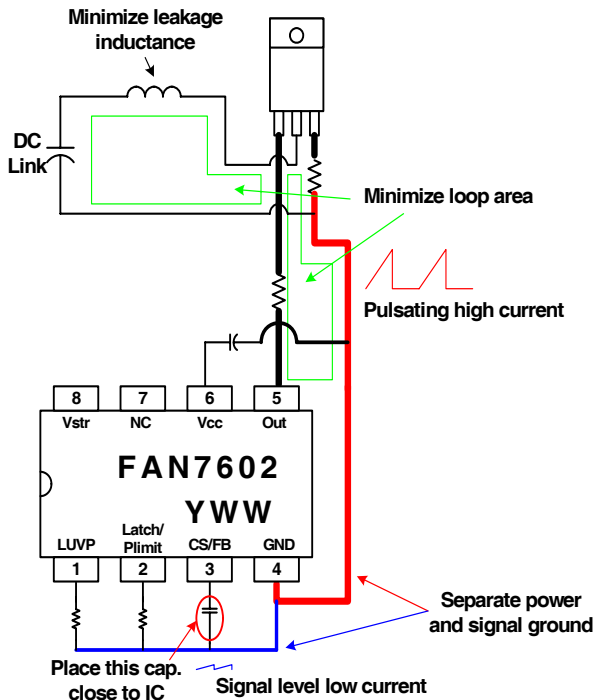 Minimize leakage
inductance
DC
Link
Minimize loop area
Pulsating high current
8
7
6
5
Vstr
NC
Vcc
Out
FAN7602
YWW
LUVP
Latch/
Plimit
CS/FB
GND
1
2
3
4
Separate power
and signal ground
Place this cap.
close to IC
Signal level low current